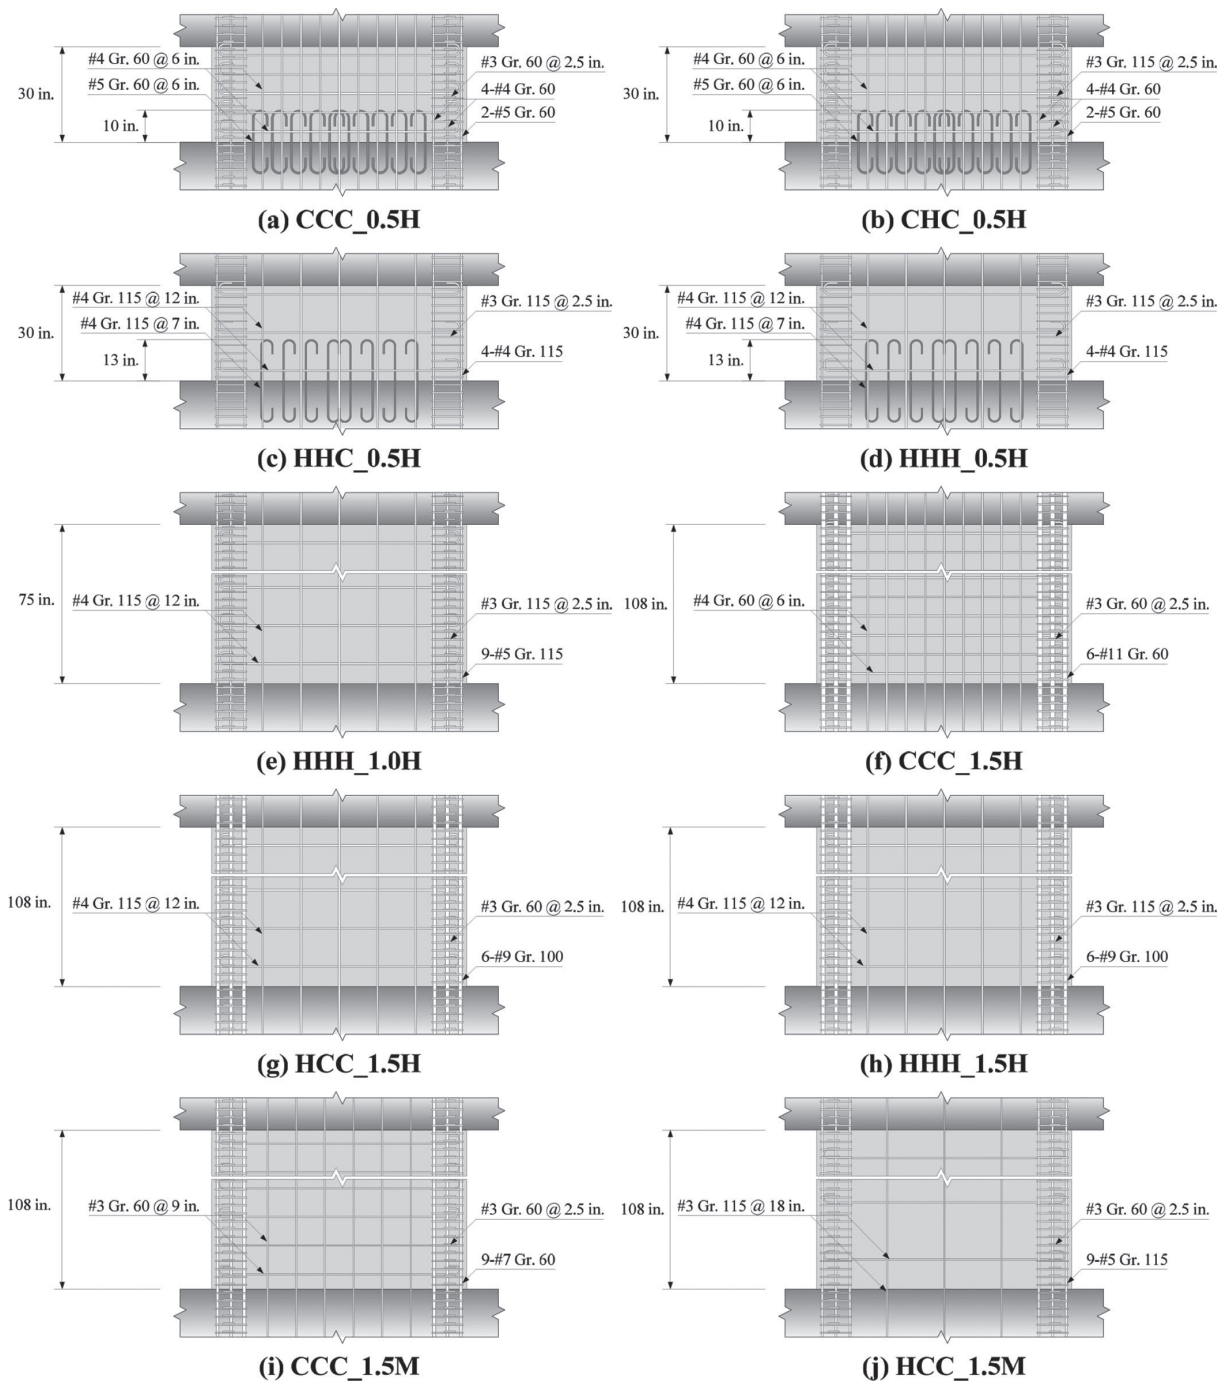 #4 Gr. 60 @ 6 in.
#5 Gr. 60 @ 6 in.
30 in.
10 in.
#3 Gr. 60 @ 2.5 in.
4-#4 Gr. 60
2-#5 Gr. 60
(a) CCC_0.5H
#4 Gr. 60 @ 6 in.
#5 Gr. 60 @ 6 in.
30 in.
10 in.
#3 Gr. 115 @ 2.5 in.
4-#4 Gr. 60
2-#5 Gr. 60
(b) CHC_0.5H
#4 Gr. 115 @ 12 in.
#4 Gr. 115 @ 7 in.
30 in.
13 in.
#3 Gr. 115 @ 2.5 in.
4-#4 Gr. 115
(c) HHC_0.5H
#4 Gr. 115 @ 12 in.
#4 Gr. 115 @ 7 in.
30 in.
13 in.
#3 Gr. 115 @ 2.5 in.
4-#4 Gr. 115
(d) HHH_0.5H
75 in.
#4 Gr. 115 @ 12 in.
#3 Gr. 115 @ 2.5 in.
9-#5 Gr. 115
(e) HHH_1.0H
108 in.
#4 Gr. 60 @ 6 in.
#3 Gr. 60 @ 2.5 in.
6-#11 Gr. 60
(f) CCC_1.5H
108 in.
#4 Gr. 115 @ 12 in.
#3 Gr. 60 @ 2.5 in.
6-#9 Gr. 100
(g) HCC_1.5H
108 in.
#4 Gr. 115 @ 12 in.
#3 Gr. 115 @ 2.5 in.
6-#9 Gr. 100
(h) HHH_1.5H
108 in.
#3 Gr. 60 @ 9 in.
#3 Gr. 60 @ 2.5 in.
9-#7 Gr. 60
(i) CCC_1.5M
108 in.
#3 Gr. 115 @ 18 in.
#3 Gr. 60 @ 2.5 in.
9-#5 Gr. 115
(j) HCC_1.5M